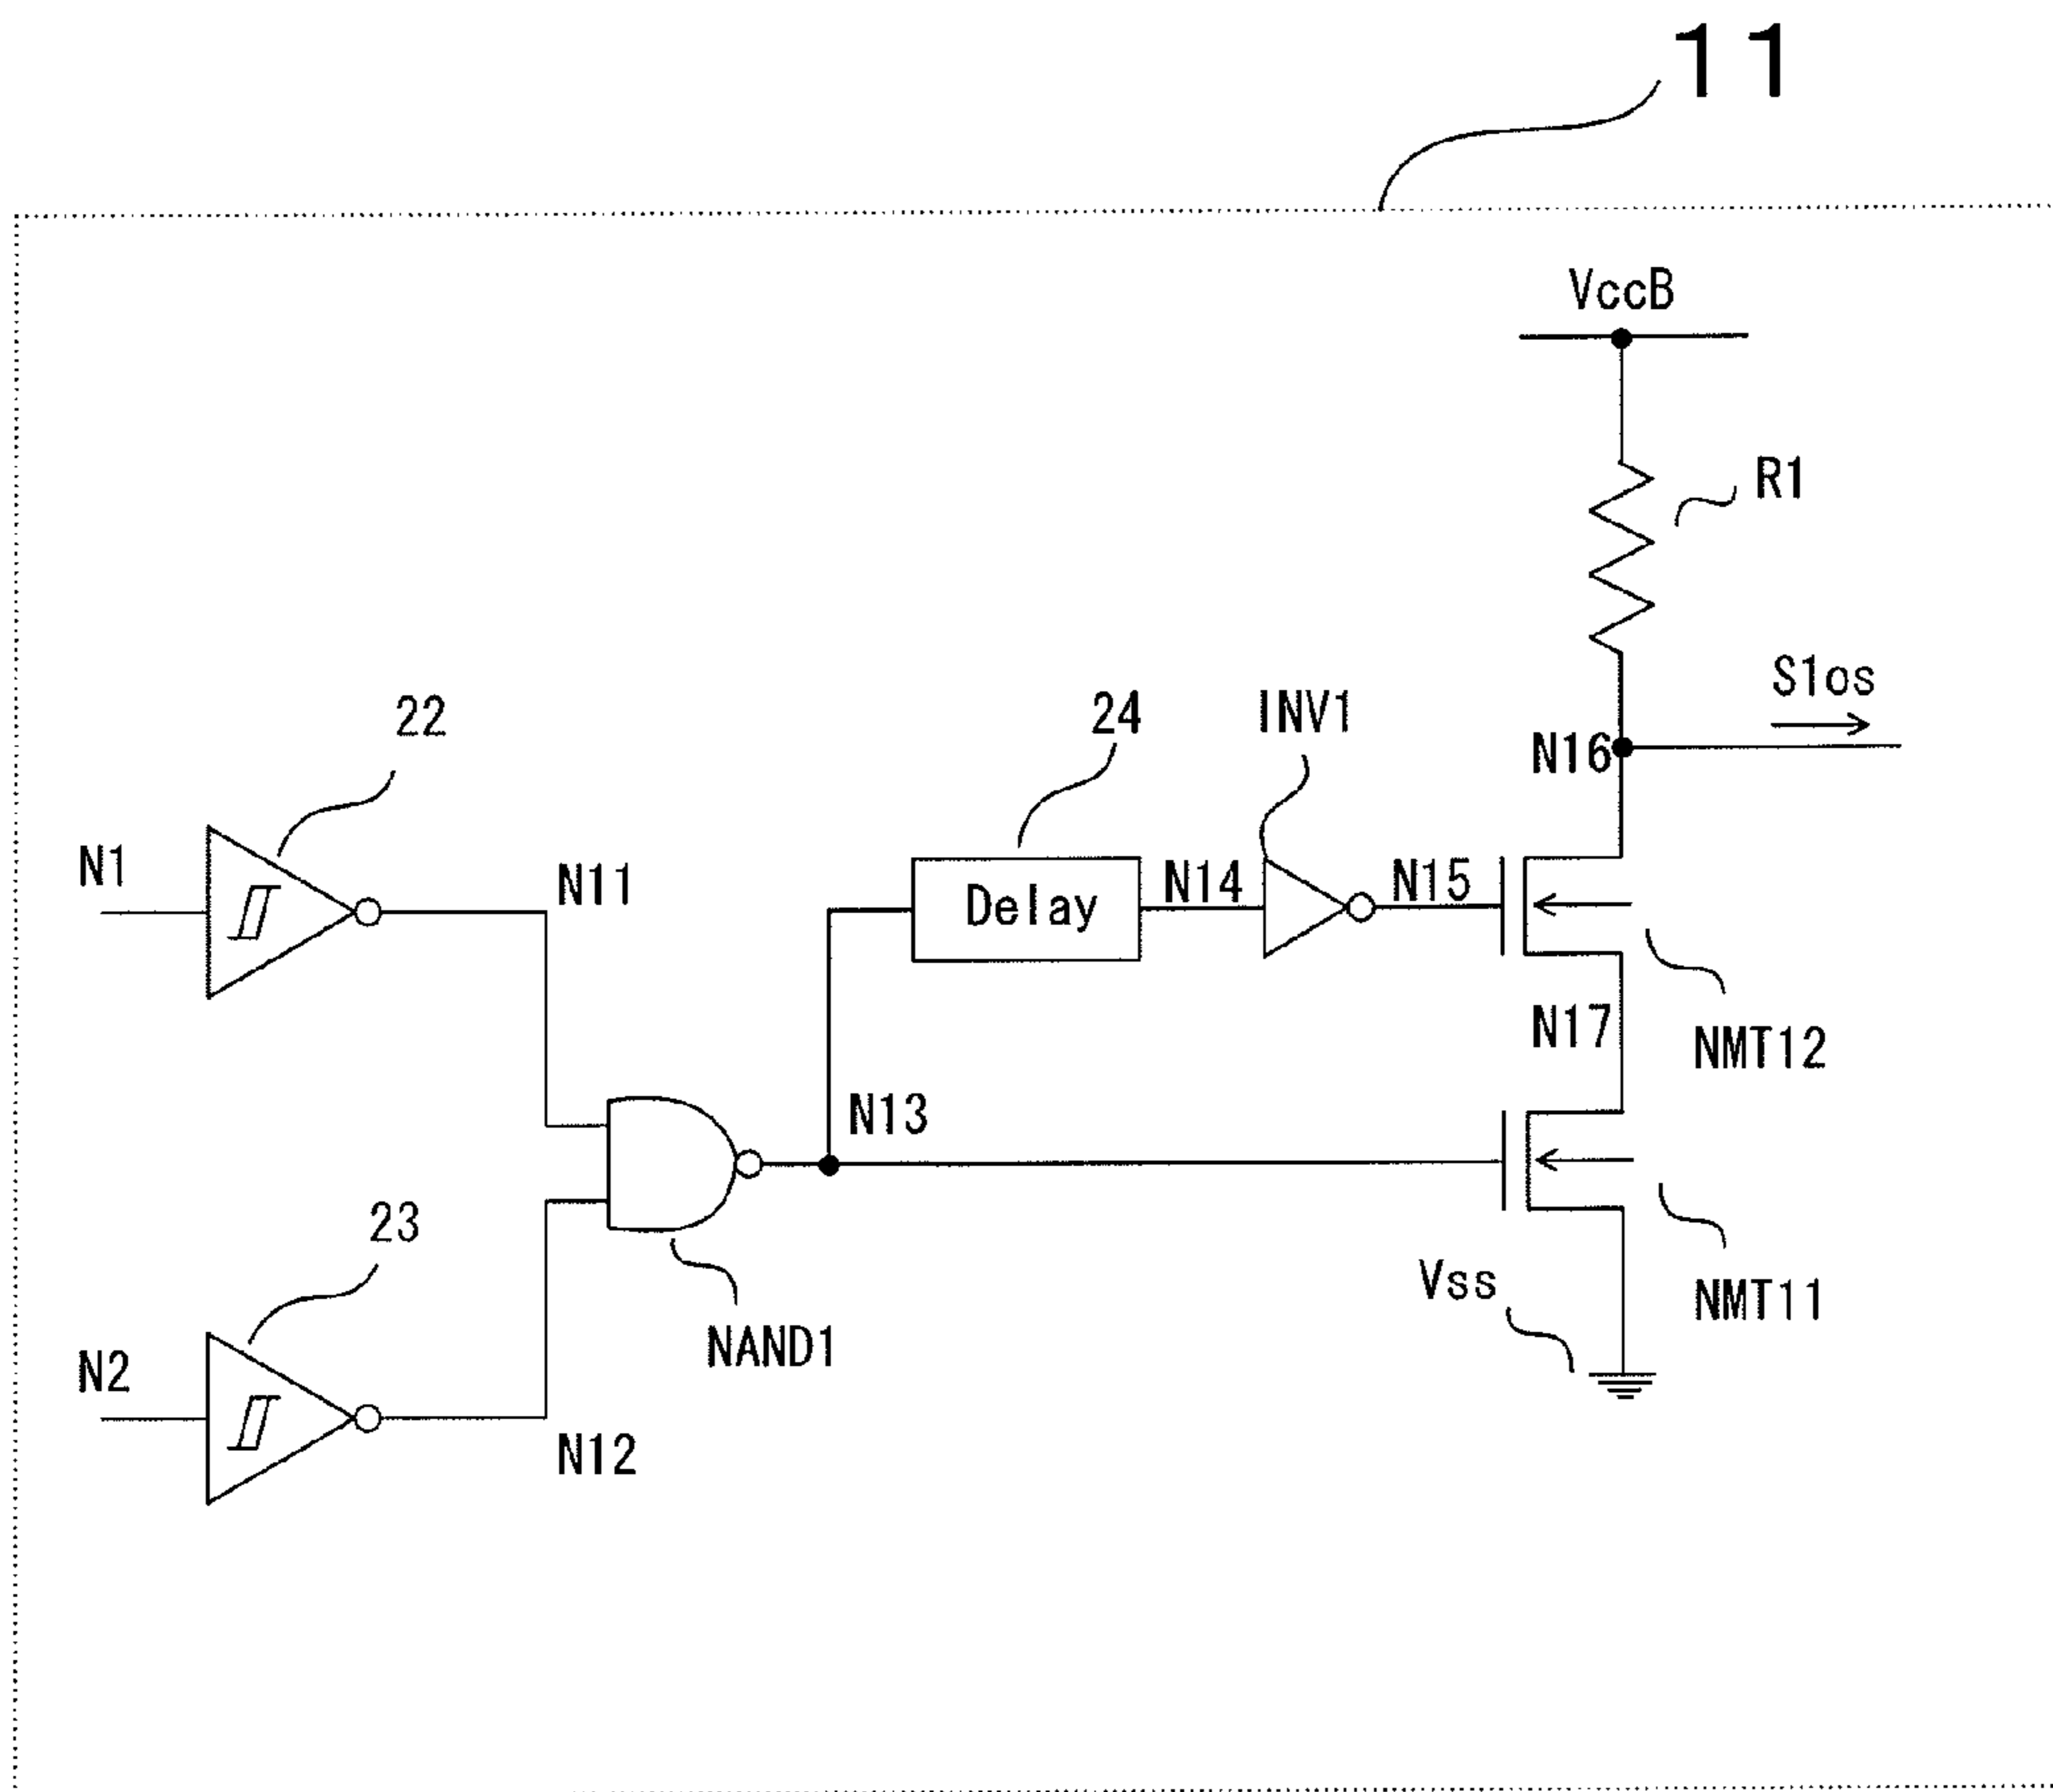 11
VccB
R1
S1os
22
24
INV1
N16
N1
N11
Delay
N14
N15
N17
NMT12
N13
23
Vss
NMT11
NAND1
N2
N12